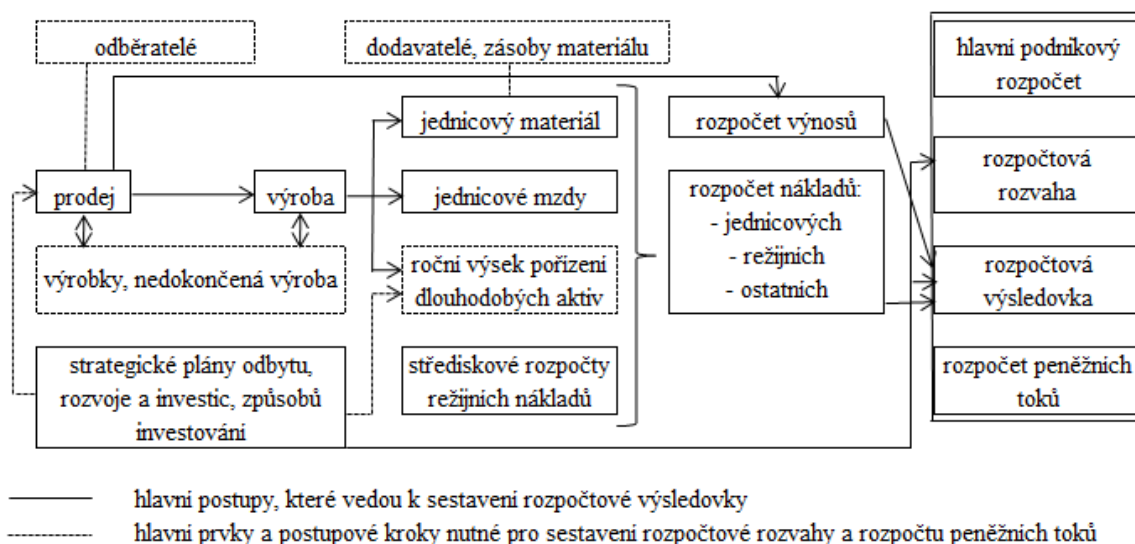 odběratelé
dodavatelé, zásoby materiálu
hlavní podnikový
rozpočet
jednicový materiál
rozpočet výnosů
prodej
výroba
jednicové mzdy
rozpočet nákladů:
- jednicových
- režijních
- ostatních
rozpočtová
rozvaha
výrobky, nedokončená výroba
roční výsek pořízení
dlouhodobých aktiv
rozpočtová
výsledovka
strategické plány odbytu,
rozvoje a investic, způsobů
investování
střediskové rozpočty
režijních nákladů
rozpočet peněžních
toků
hlavní postupy, které vedou k sestavení rozpočtové výsledovky
hlavní prvky a postupové kroky nutné pro sestavení rozpočtové rozvahy a rozpočtu peněžních toků